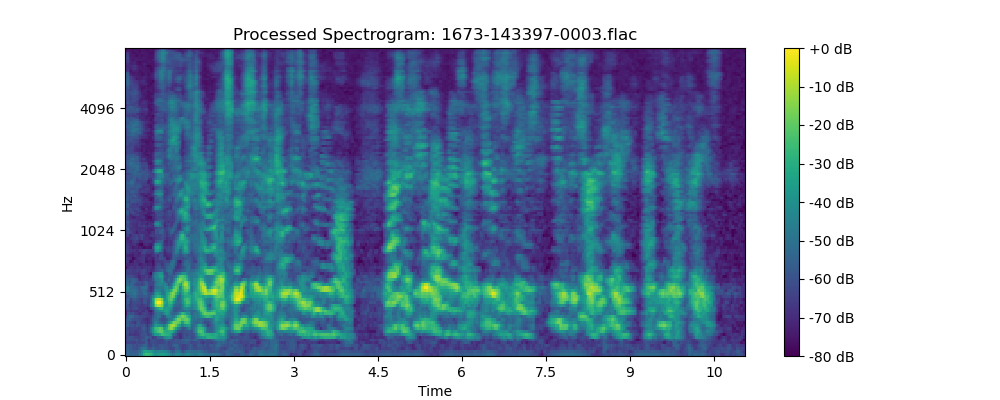 Processed Spectrogram: 1673-143397-0003.flac
Hz
4096
2048
1024
512
0
0 1.5 3 4.5 6 7.5 9 10
Time
+0 dB
-10 dB
-20 dB
-30 dB
-40 dB
-50 dB
-60 dB
-70 dB
-80 dB